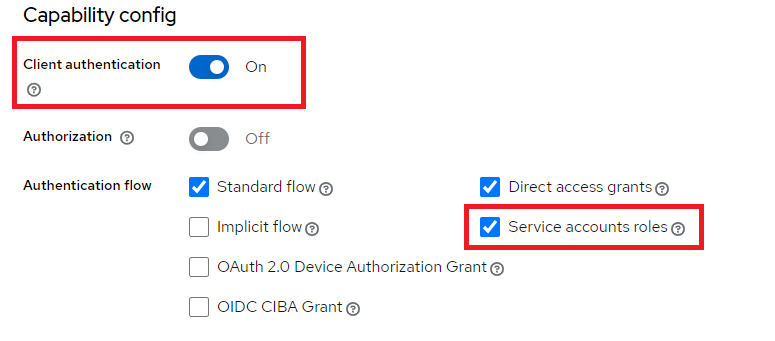 Capability config
Client authentication On
Authorization Off
Authentication flow Standard flow Direct access grants
Implicit flow Service accounts roles
OAuth 2.0 Device Authorization Grant
OIDC CIBA Grant